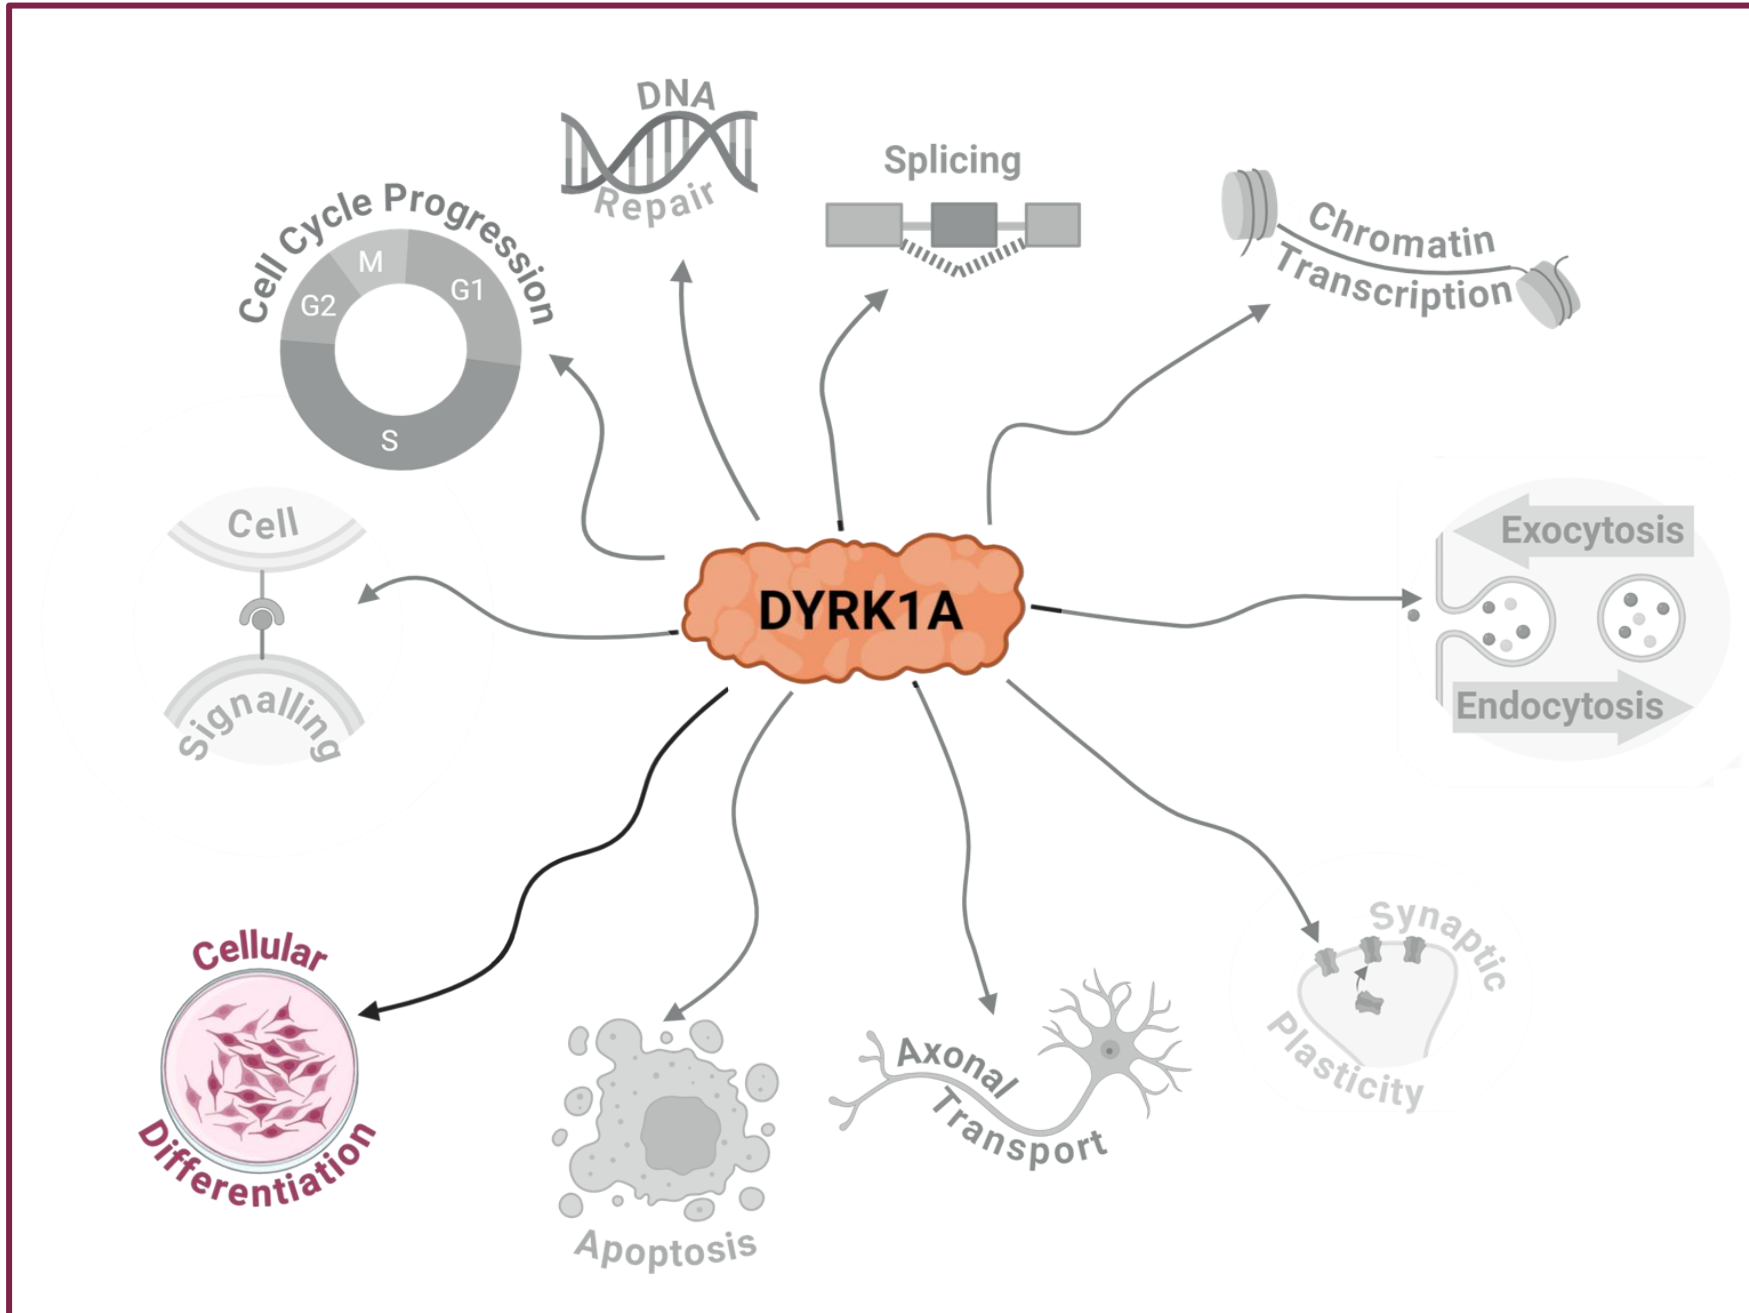 DNA
Repair
Splicing
Chromatin
Transcription
Cell Cycle Progression
M
G1
G2
S
Cell
Signalling
DYRK1A
Exocytosis
Endocytosis
Cellular
Differentiation
Apoptosis
Axonal
Transport
Synaptic
Plasticity